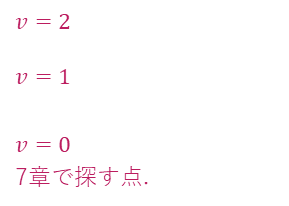 v = 2
v = 1
v = 0
7章で探す点.